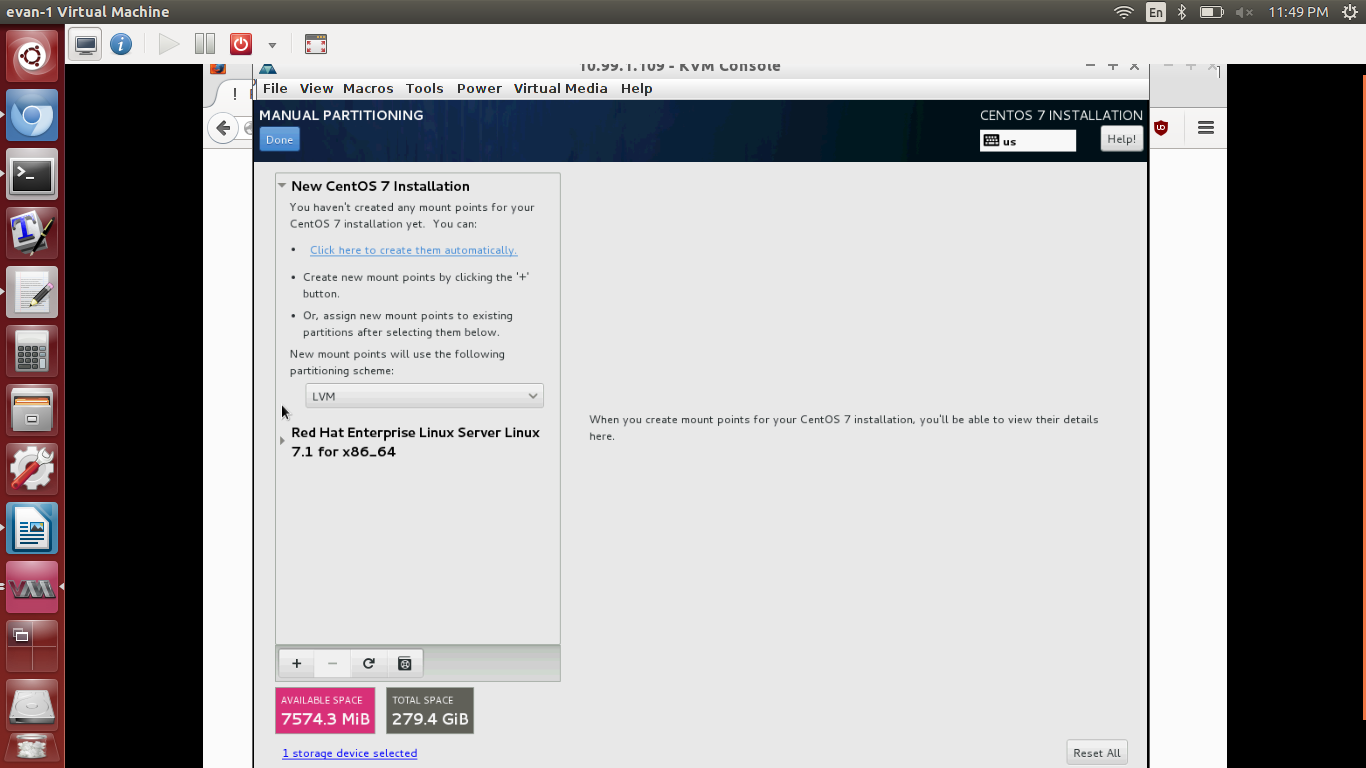 evan-1 Virtual Machine
En
11:49 PM
10.99.1.109 - KVM Console
File View Macros Tools Power Virtual Media Help
MANUAL PARTITIONING
CENTOS 7 INSTALLATION
Done
us
Help!
New CentOS 7 Installation
You haven't created any mount points for your
CentOS 7 installation yet. You can:
• Click here to create them automatically.
• Create new mount points by clicking the '+'
button.
• Or, assign new mount points to existing
partitions after selecting them below.
New mount points will use the following
partitioning scheme:
LVM
Red Hat Enterprise Linux Server Linux
7.1 for x86_64
When you create mount points for your CentOS 7 installation, you'll be able to view their details
here.
+ −
AVAILABLE SPACE
7574.3 MiB
TOTAL SPACE
279.4 GiB
1 storage device selected
Reset All